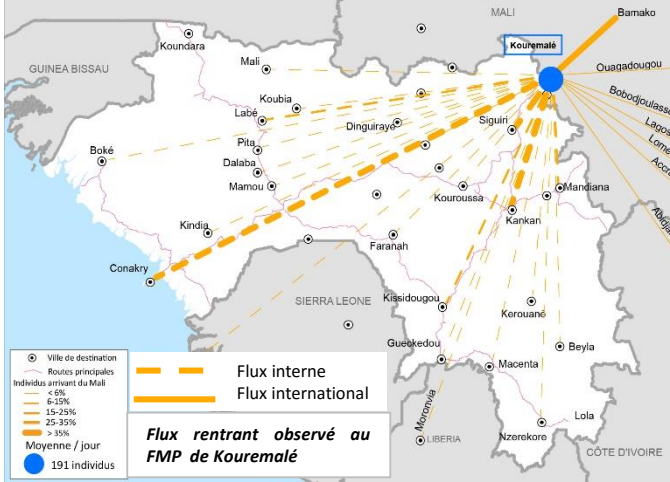 MALI
Bamako
Koundara
Kouremalé
GUINEA BISSAU
Mali
Ouagadougou
Koubia
Bobodjoulasso
Labé
Dinguiraye
Siguiri
Lagos
Pita
Lome
Boké
Accra
Dalaba
Mamou
Kouroussa
Mandiana
Abidjan
Kankan
Kindia
Faranah
Conakry
SIERRA LEONE
Kissidougou
Kerouané
Gueckedou
Beyla
Macenta
Moronvia
Lola
Nzerekore
LIBERIA
CÔTE D'IVOIRE
Ville de destination
Routes principales
Individus arrivant du Mali
< 6%
6-15%
15-25%
25-35%
> 35%
Moyenne / jour
191 individus
Flux interne
Flux international
Flux rentrant observé au
FMP de Kouremalé